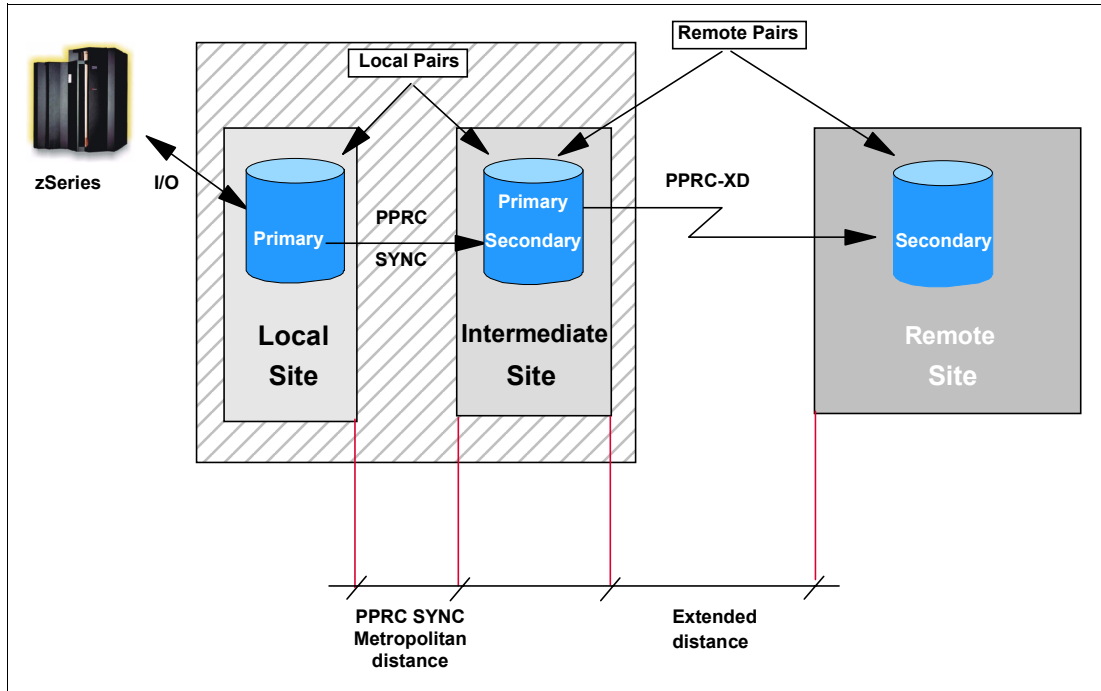 Remote Pairs
Local Pairs
zSeries
I/O
PPRC-XD
Primary
PPRC
SYNC
Primary
Secondary
Secondary
Local
Site
Intermediate
Site
Remote
Site
PPRC SYNC
Metropolitan
distance
Extended
distance